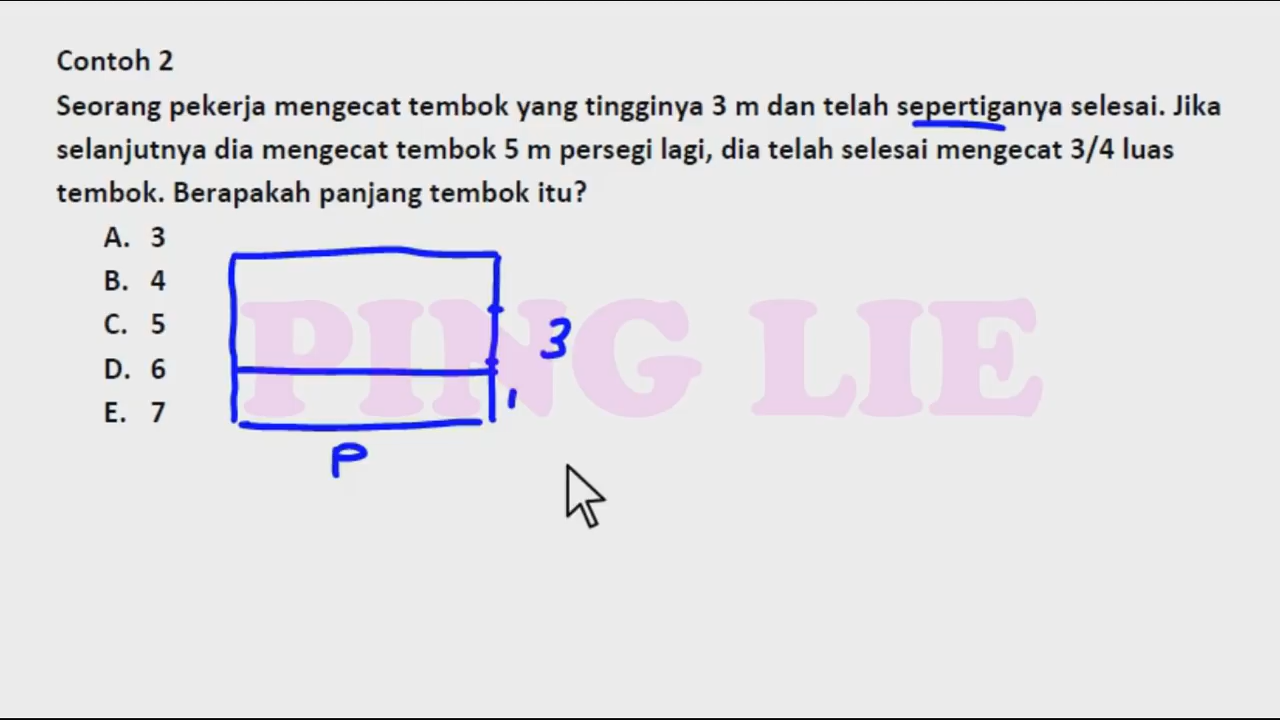 Contoh 2
Seorang pekerja mengecat tembok yang tingginya 3 m dan telah sepertiganya selesai. Jika
selanjutnya dia mengecat tembok 5 m persegi lagi, dia telah selesai mengecat 3/4 luas
tembok. Berapakah panjang tembok itu?
A. 3
B. 4
C. 5
D. 6
E. 7
PING LIE
3
1
P